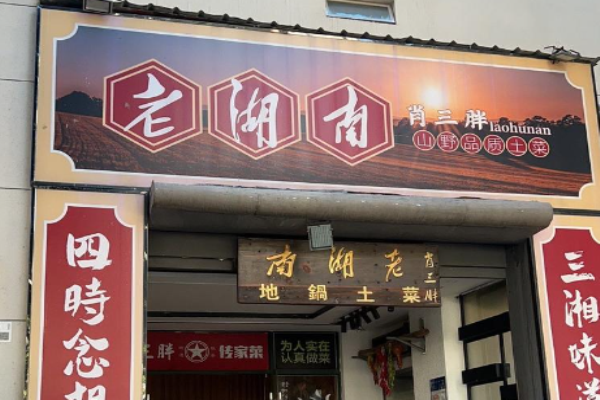 老湖南
肖三胖
laohunan
山野品质土菜
南湖老
肖三胖
地鍋土菜
四時念想
三湘味道
三胖 传家菜
为人实在
认真做菜